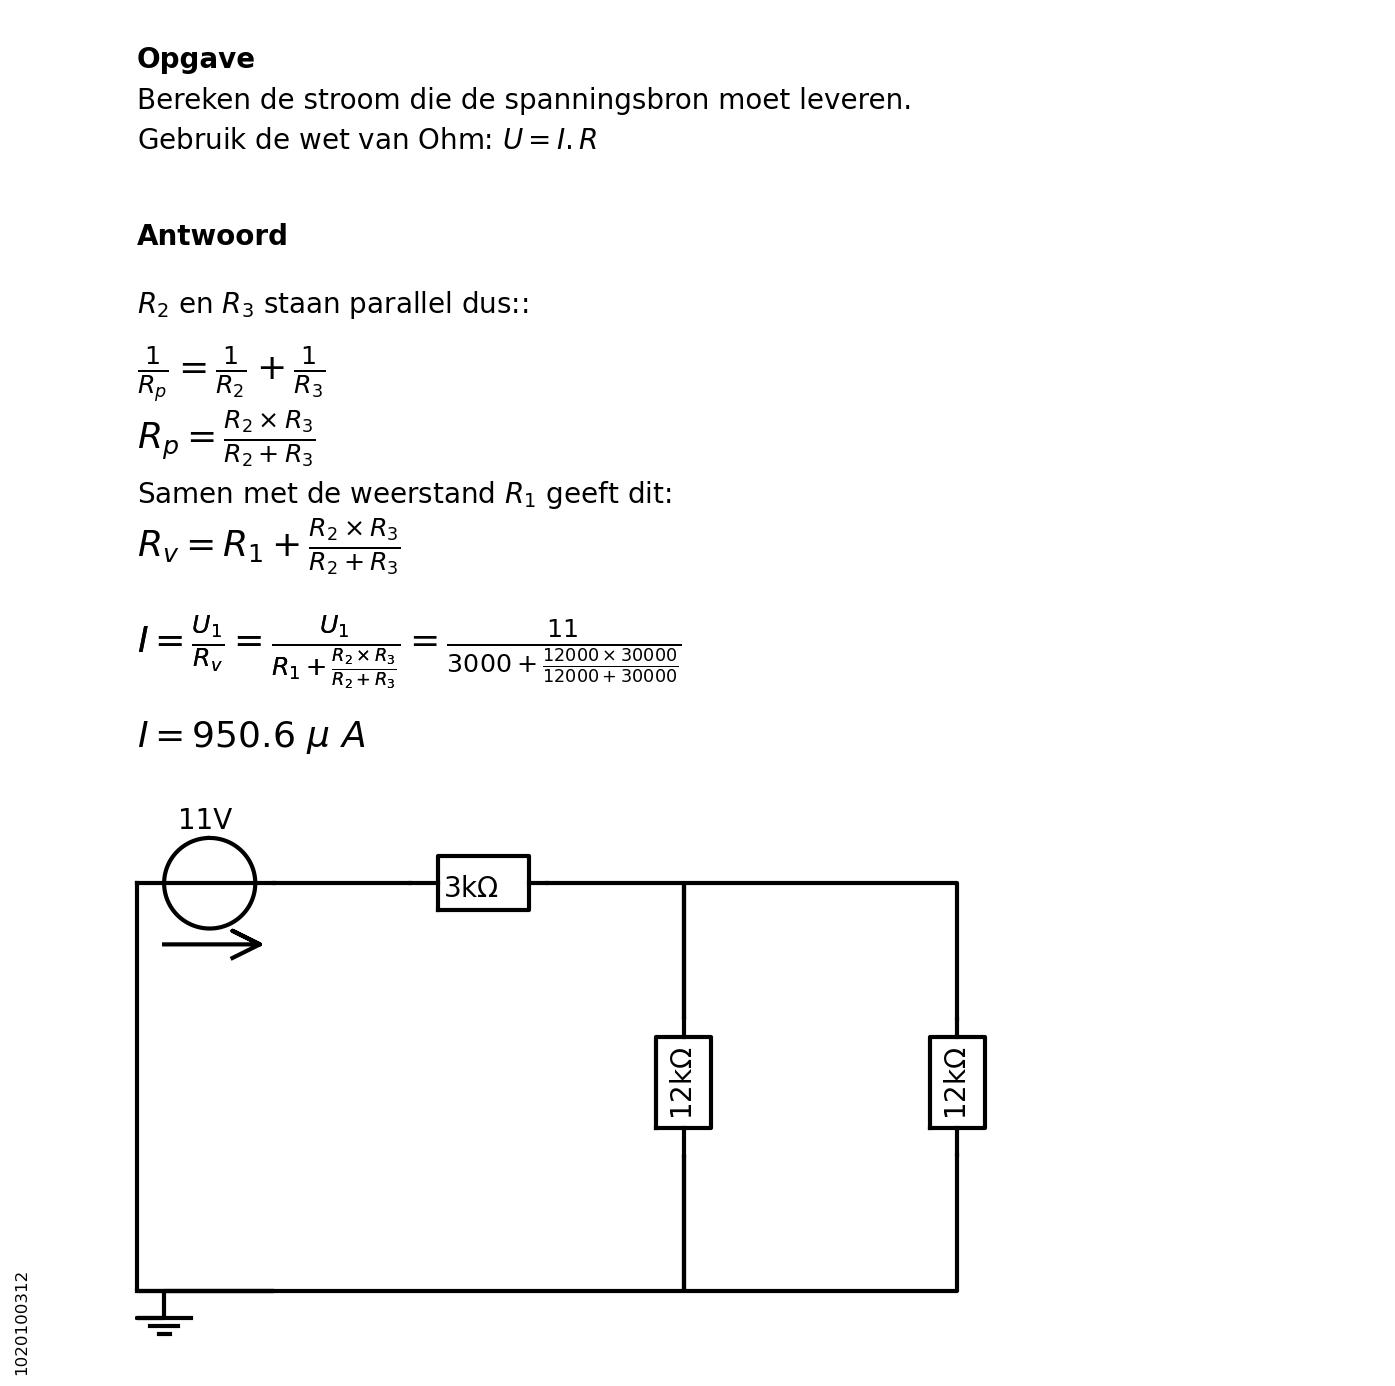 Opgave
Bereken de stroom die de spanningsbron moet leveren.
Gebruik de wet van Ohm: $U = I.R$
Antwoord
$R_2$ en $R_3$ staan parallel dus::
$\frac{1}{R_p} = \frac{1}{R_2} + \frac{1}{R_3}$
$R_p = \frac{R_2 \times R_3}{R_2 + R_3}$
Samen met de weerstand $R_1$ geeft dit:
$R_v = R_1 + \frac{R_2 \times R_3}{R_2 + R_3}$
$I = \frac{U_1}{R_v} = \frac{U_1}{R_1 + \frac{R_2 \times R_3}{R_2 + R_3}} = \frac{11}{3000 + \frac{12000 \times 30000}{12000 + 30000}}$
$I = 950.6\ \mu\ A$
11V
3kΩ
12kΩ
12kΩ
1020100312